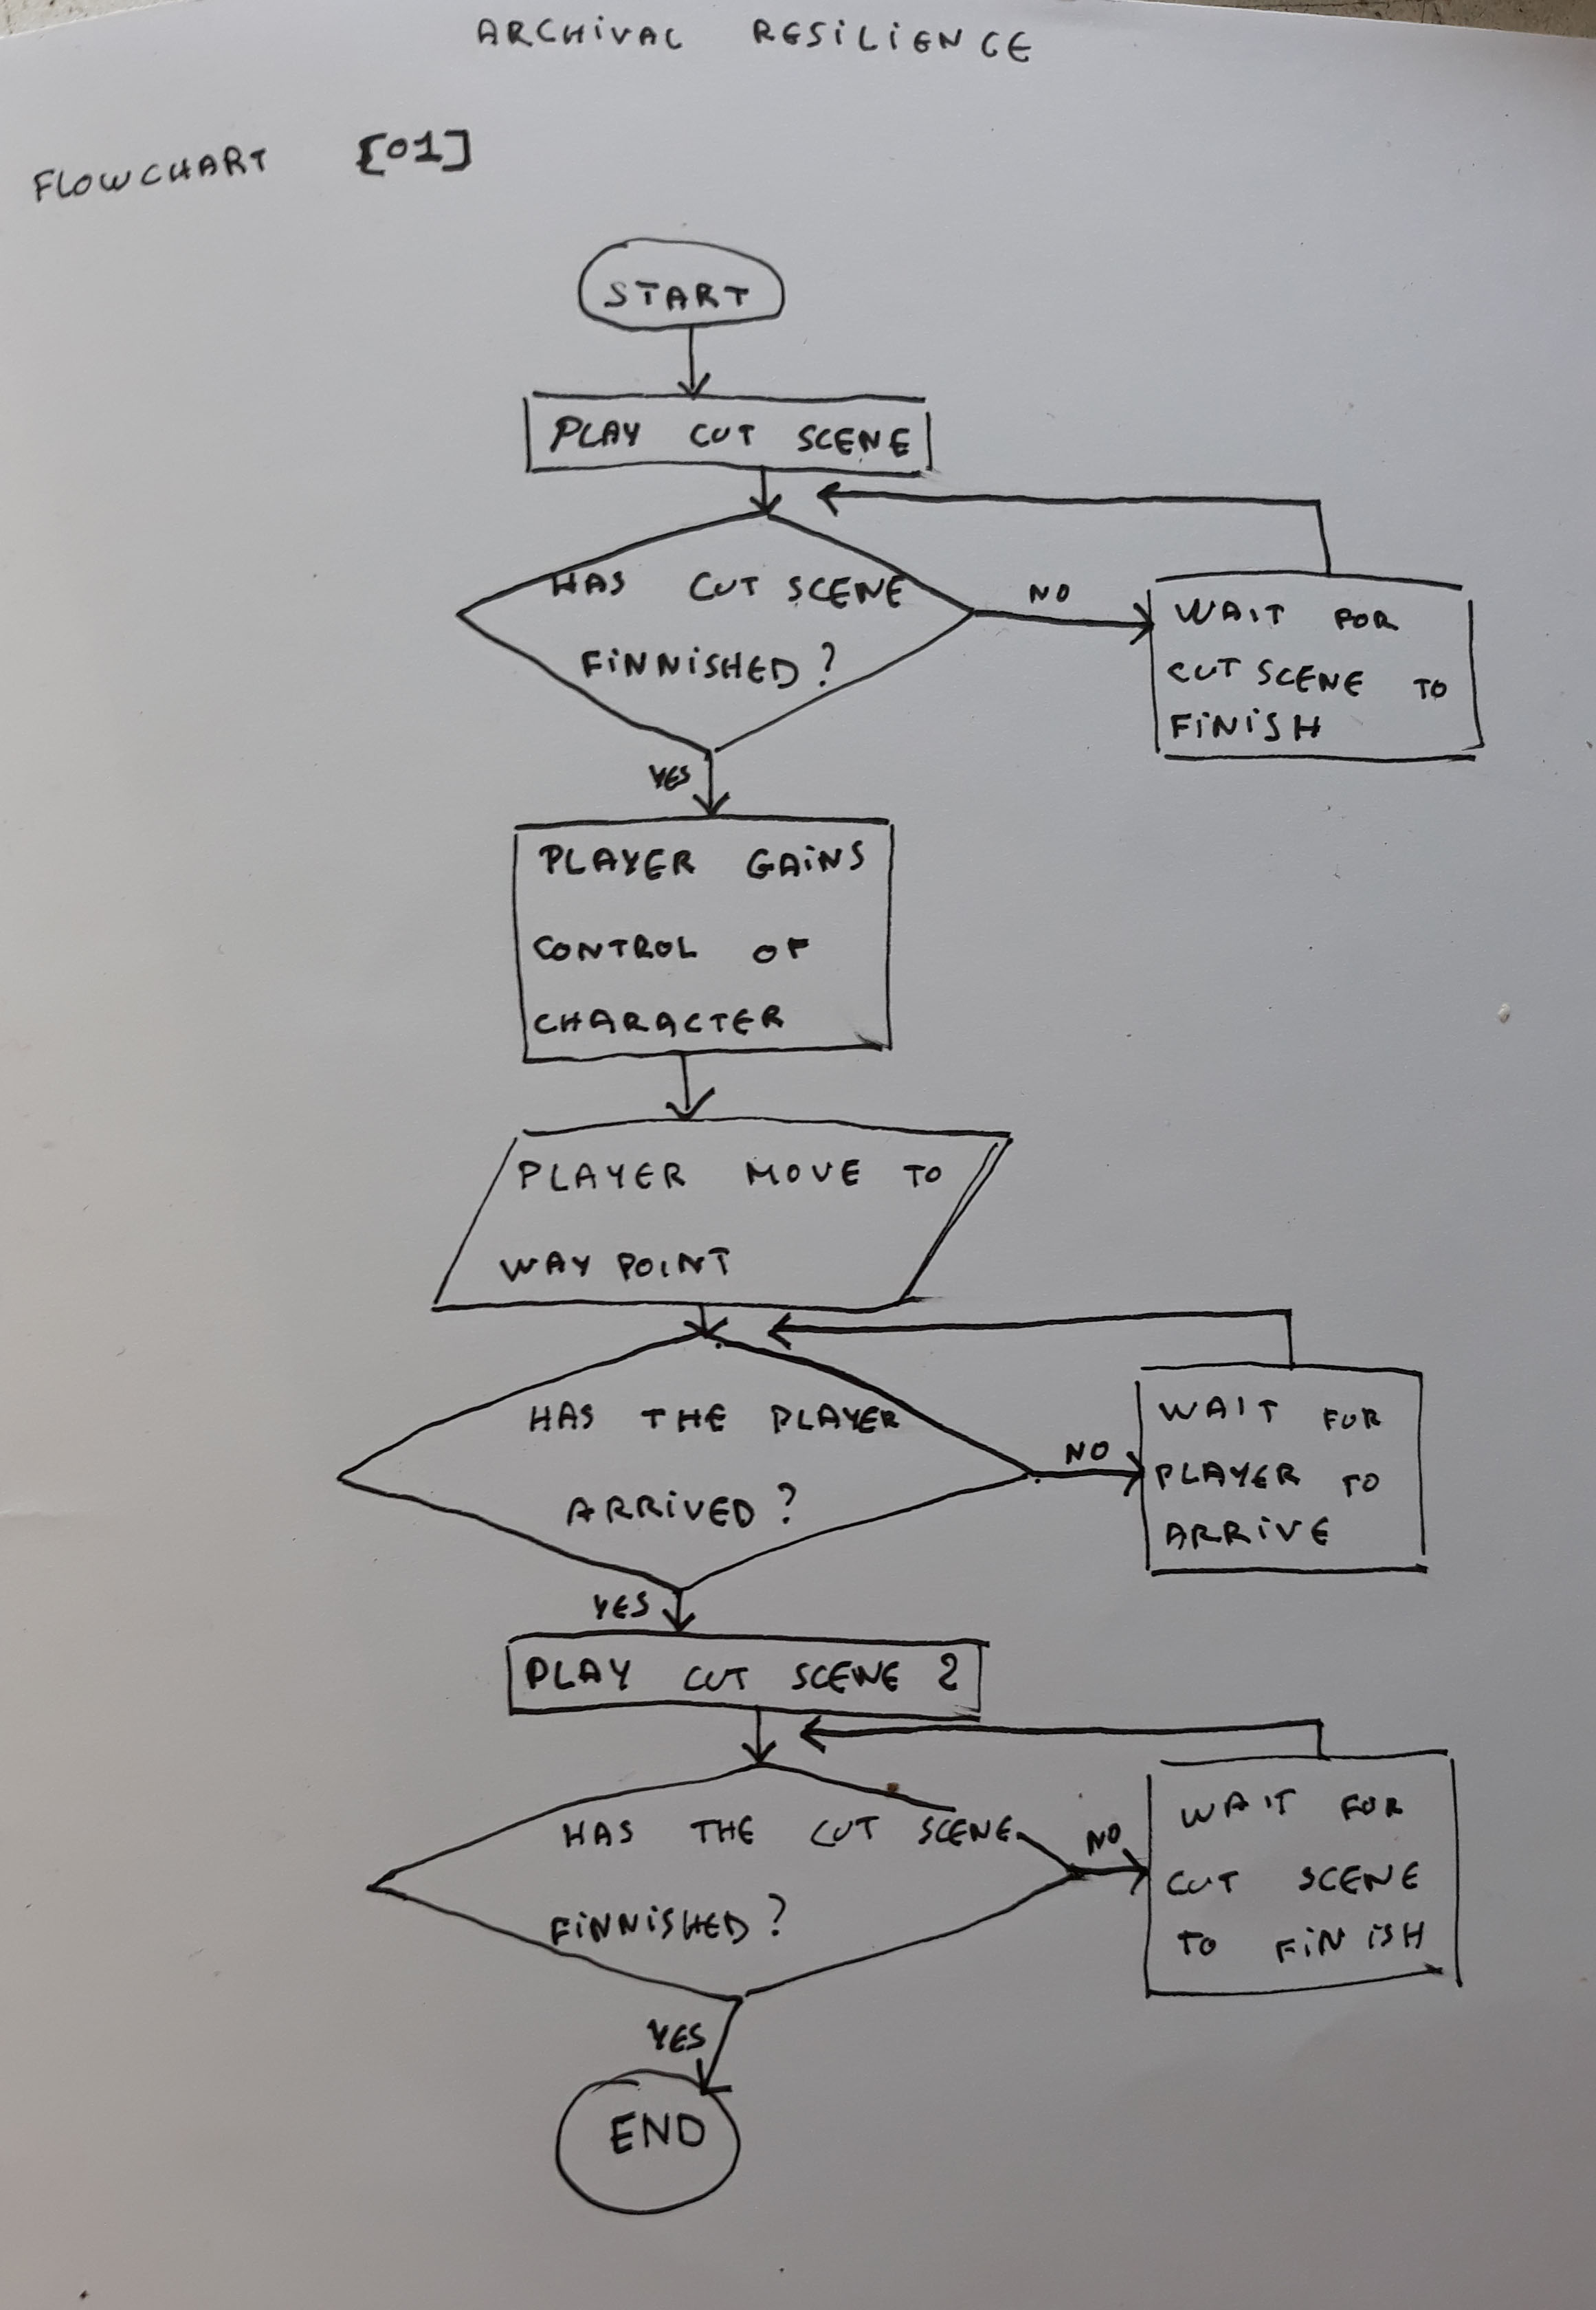 ARCHIVAL RESILIENCE
FLOWCHART [01]
START
PLAY CUT SCENE
HAS CUT SCENE
FINNISHED?
NO
WAIT FOR
CUT SCENE TO
FINISH
YES
PLAYER GAINS
CONTROL OF
CHARACTER
PLAYER MOVE TO
WAY POINT
HAS THE PLAYER
ARRIVED?
NO
WAIT FOR
PLAYER TO
ARRIVE
YES
PLAY CUT SCENE 2
HAS THE CUT SCENE
FINNISHED?
NO
WAIT FOR
CUT SCENE
TO FINISH
YES
END